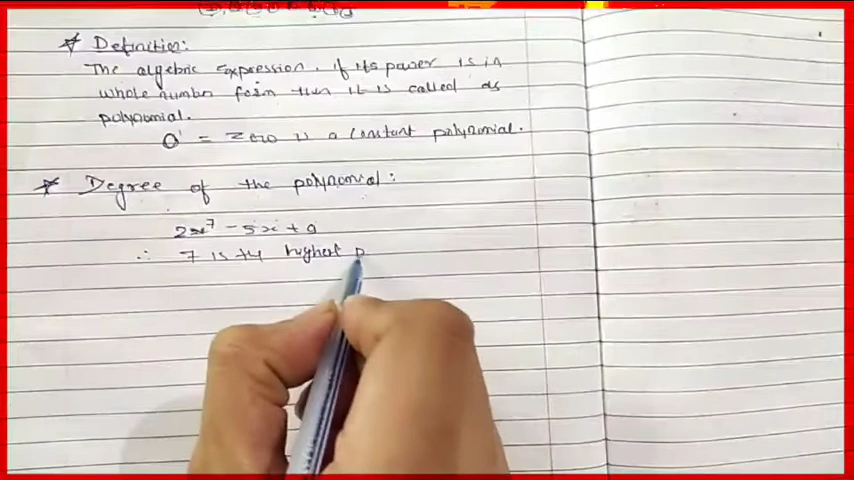 Definition:
The algebric expression, if its power is in
whole number form then it is called as
polynomial.
0' = Zero is a constant polynomial.
Degree of the polynomial:
2x⁷ - 5x + 9
∴ 7 is the highest p